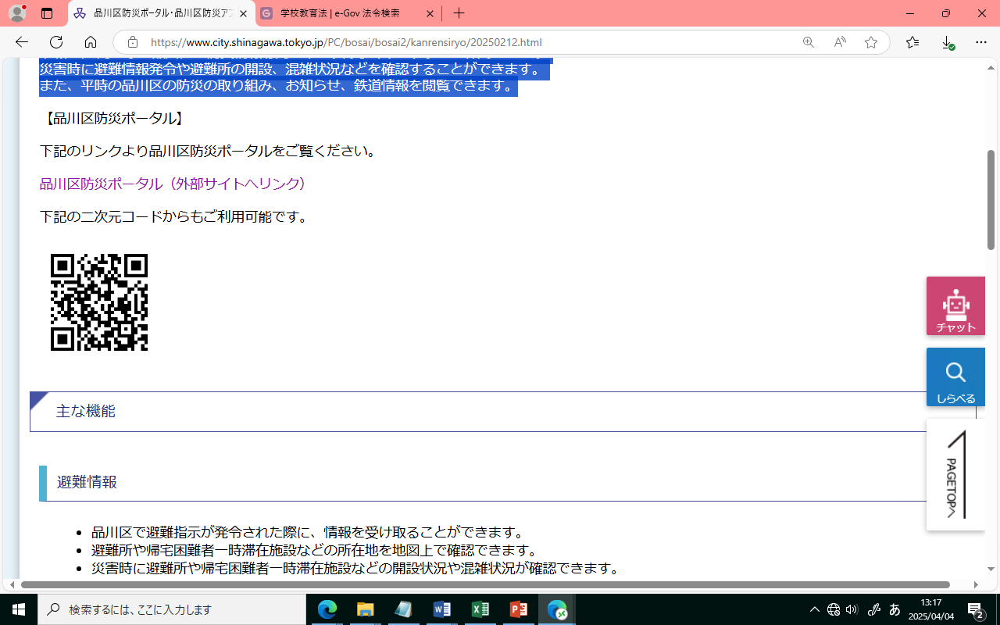 品川区防災ポータル・品川区防災ア
学校教育法 | e-Gov 法令検索
https://www.city.shinagawa.tokyo.jp/PC/bosai/bosai2/kanrensiryo/20250212.html
災害時に避難情報発令や避難所の開設、混雑状況などを確認することができます。
また、平時の品川区の防災の取り組み、お知らせ、鉄道情報を閲覧できます。
【品川区防災ポータル】
下記のリンクより品川区防災ポータルをご覧ください。
品川区防災ポータル（外部サイトへリンク）
下記の二次元コードからもご利用可能です。
チャット
しらべる
主な機能
PAGETOPへ
避難情報
品川区で避難指示が発令された際に、情報を受け取ることができます。
避難所や帰宅困難者一時滞在施設などの所在地を地図上で確認できます。
災害時に避難所や帰宅困難者一時滞在施設などの開設状況や混雑状況が確認できます。
検索するには、ここに入力します
あ
13:17
2025/04/04
2